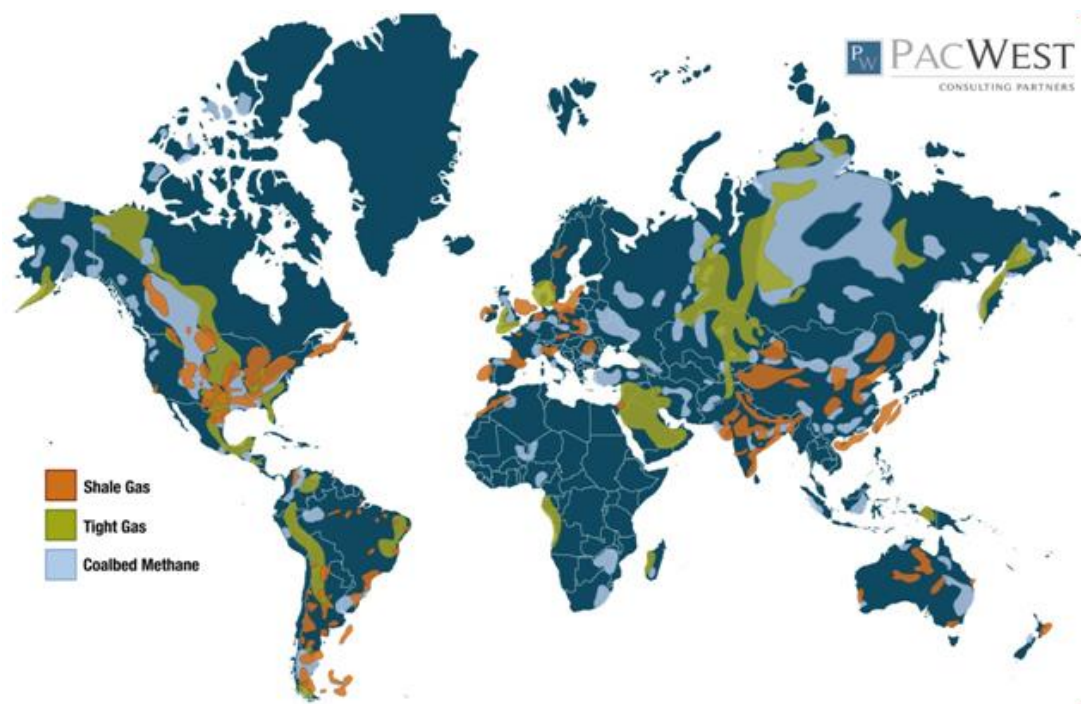 PW PACWEST
CONSULTING PARTNERS
Shale Gas
Tight Gas
Coalbed Methane